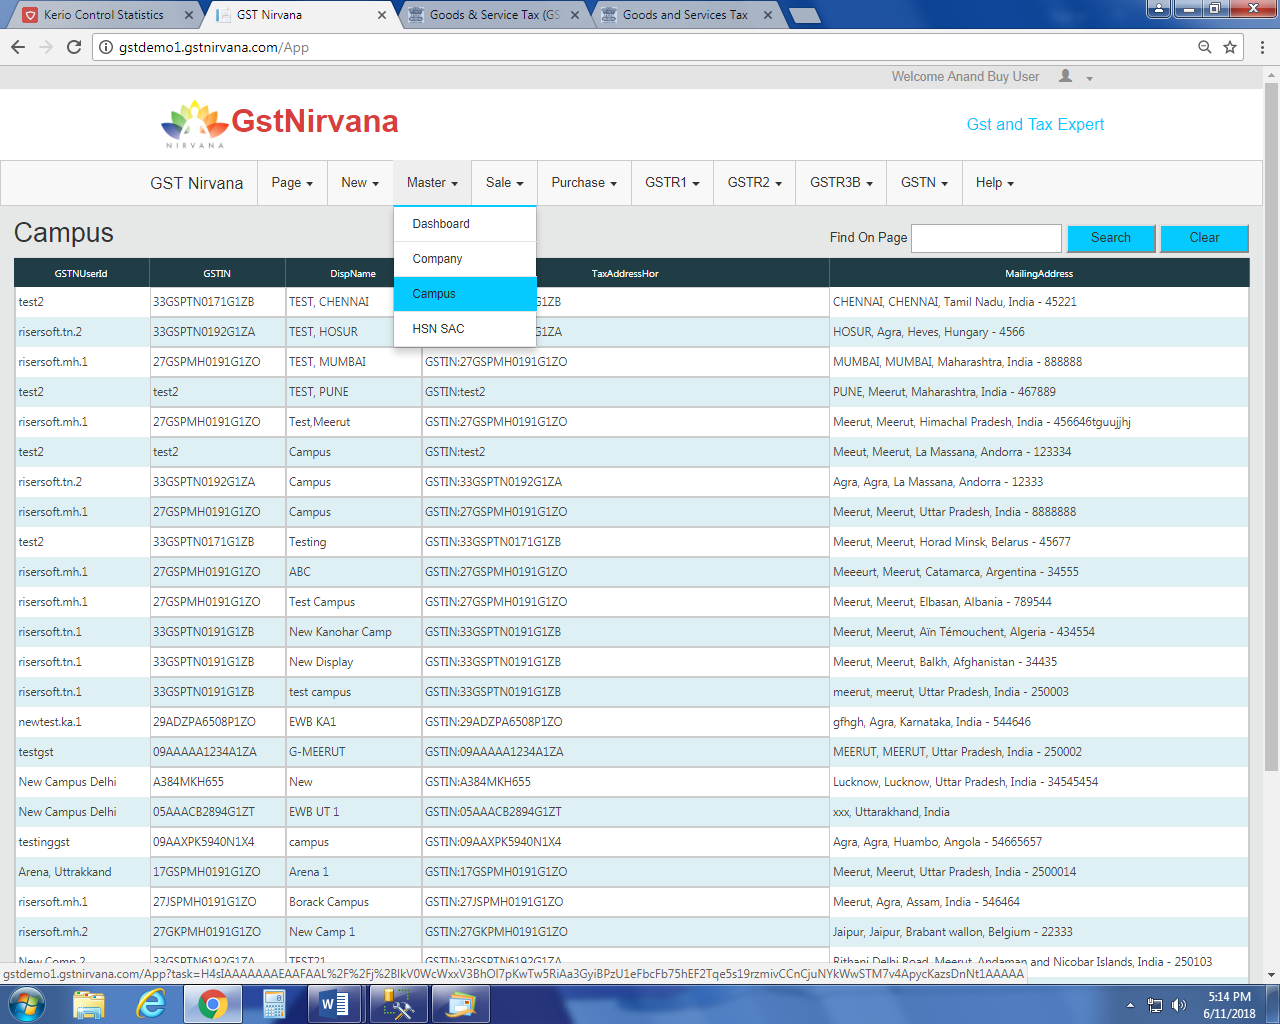 Kerio Control Statistics
GST Nirvana
Goods & Service Tax (GS
Goods and Services Tax
gstdemo1.gstnirvana.com/App
Welcome Anand Buy User
NIRVANA
GstNirvana
Gst and Tax Expert
GST Nirvana Page New Master Sale Purchase GSTR1 GSTR2 GSTR3B GSTN Help
Dashboard
Company
Campus
HSN SAC
Campus
Find On Page Search Clear
GSTNUserId GSTIN DispName TaxAddressHor MailingAddress
test2 33GSPTN0171G1ZB TEST, CHENNAI G1ZB CHENNAI, CHENNAI, Tamil Nadu, India - 45221
risersoft.tn.2 33GSPTN0192G1ZA TEST, HOSUR G1ZA HOSUR, Agra, Heves, Hungary - 4566
risersoft.mh.1 27GSPMH0191G1ZO TEST, MUMBAI GSTIN:27GSPMH0191G1ZO MUMBAI, MUMBAI, Maharashtra, India - 888888
test2 test2 TEST, PUNE GSTIN:test2 PUNE, Meerut, Maharashtra, India - 467889
risersoft.mh.1 27GSPMH0191G1ZO Test,Meerut GSTIN:27GSPMH0191G1ZO Meerut, Meerut, Himachal Pradesh, India - 456646tguujjhj
test2 test2 Campus GSTIN:test2 Meeut, Meerut, La Massana, Andorra - 123334
risersoft.tn.2 33GSPTN0192G1ZA Campus GSTIN:33GSPTN0192G1ZA Agra, Agra, La Massana, Andorra - 12333
risersoft.mh.1 27GSPMH0191G1ZO Campus GSTIN:27GSPMH0191G1ZO Meerut, Meerut, Uttar Pradesh, India - 8888888
test2 33GSPTN0171G1ZB Testing GSTIN:33GSPTN0171G1ZB Meerut, Meerut, Horad Minsk, Belarus - 45677
risersoft.mh.1 27GSPMH0191G1ZO ABC GSTIN:27GSPMH0191G1ZO Meeeurt, Meerut, Catamarca, Argentina - 34555
risersoft.mh.1 27GSPMH0191G1ZO Test Campus GSTIN:27GSPMH0191G1ZO Meerut, Meerut, Elbasan, Albania - 789544
risersoft.tn.1 33GSPTN0191G1ZB New Kanohar Camp GSTIN:33GSPTN0191G1ZB Meerut, Meerut, Aïn Témouchent, Algeria - 434554
risersoft.tn.1 33GSPTN0191G1ZB New Display GSTIN:33GSPTN0191G1ZB Meerut, Meerut, Balkh, Afghanistan - 34435
risersoft.tn.1 33GSPTN0191G1ZB test campus GSTIN:33GSPTN0191G1ZB meerut, meerut, Uttar Pradesh, India - 250003
newtest.ka.1 29ADZPA6508P1ZO EWB KA1 GSTIN:29ADZPA6508P1ZO gfhgh, Agra, Karnataka, India - 544646
testgst 09AAAAA1234A1ZA G-MEERUT GSTIN:09AAAAA1234A1ZA MEERUT, MEERUT, Uttar Pradesh, India - 250002
New Campus Delhi A384MKH655 New GSTIN:A384MKH655 Lucknow, Lucknow, Uttar Pradesh, India - 34545454
New Campus Delhi 05AAACB2894G1ZT EWB UT 1 GSTIN:05AAACB2894G1ZT xxx, Uttarakhand, India
testinggst 09AAXPK5940N1X4 campus GSTIN:09AAXPK5940N1X4 Agra, Agra, Huambo, Angola - 54665657
Arena, Uttrakkand 17GSPMH0191G1ZO Arena 1 GSTIN:17GSPMH0191G1ZO Meerut, Meerut, Uttar Pradesh, India - 2500014
risersoft.mh.1 27JSPMH0191G1ZO Borack Campus GSTIN:27JSPMH0191G1ZO Meerut, Agra, Assam, India - 546464
risersoft.mh.2 27GKPMH0191G1ZO New Camp 1 GSTIN:27GKPMH0191G1ZO Jaipur, Jaipur, Brabant wallon, Belgium - 22333
New Comp 2 33GSPTN6192G1ZA TEST21 Rithani Delhi Road, Meerut, Andaman and Nicobar Islands, India - 250103
5:14 PM
6/11/2018